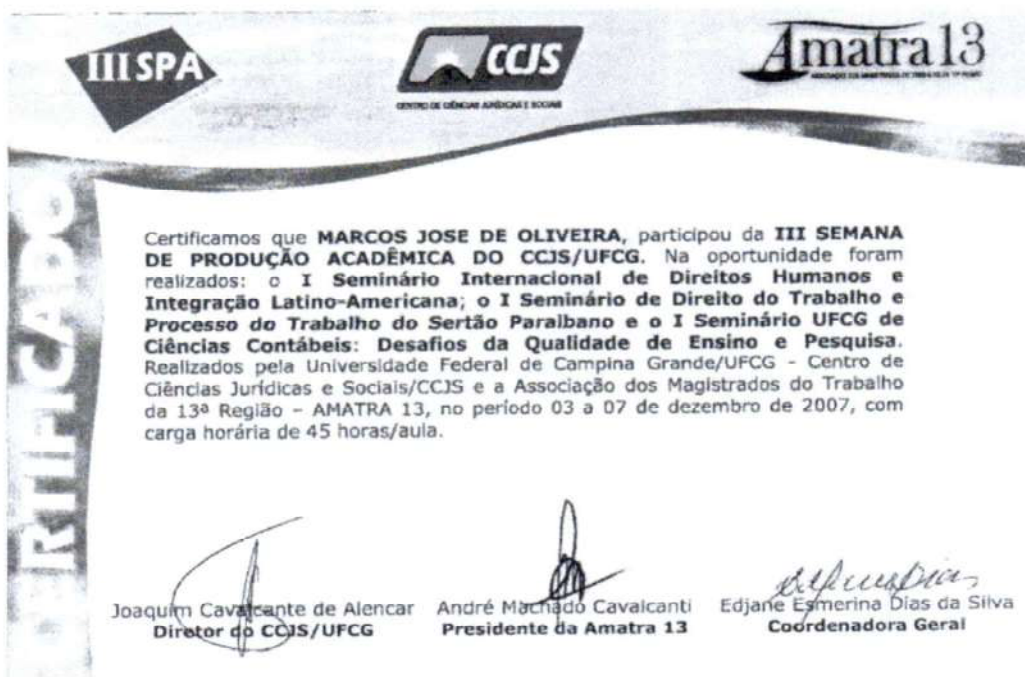 III SPA
CCJS
CENTRO DE CIÊNCIAS JURÍDICAS E SOCIAIS
Amatra13
CERTIFICADO
Certificamos que MARCOS JOSE DE OLIVEIRA, participou da III SEMANA
DE PRODUÇÃO ACADÊMICA DO CCJS/UFCG. Na oportunidade foram
realizados: o I Seminário Internacional de Direitos Humanos e
Integração Latino-Americana; o I Seminário de Direito do Trabalho e
Processo do Trabalho do Sertão Paraibano e o I Seminário UFCG de
Ciências Contábeis: Desafios da Qualidade de Ensino e Pesquisa.
Realizados pela Universidade Federal de Campina Grande/UFCG - Centro de
Ciências Jurídicas e Sociais/CCJS e a Associação dos Magistrados do Trabalho
da 13ª Região – AMATRA 13, no período 03 a 07 de dezembro de 2007, com
carga horária de 45 horas/aula.
Joaquim Cavalcante de Alencar
Diretor do CCJS/UFCG
André Machado Cavalcanti
Presidente da Amatra 13
Edjane Esmerina Dias da Silva
Coordenadora Geral